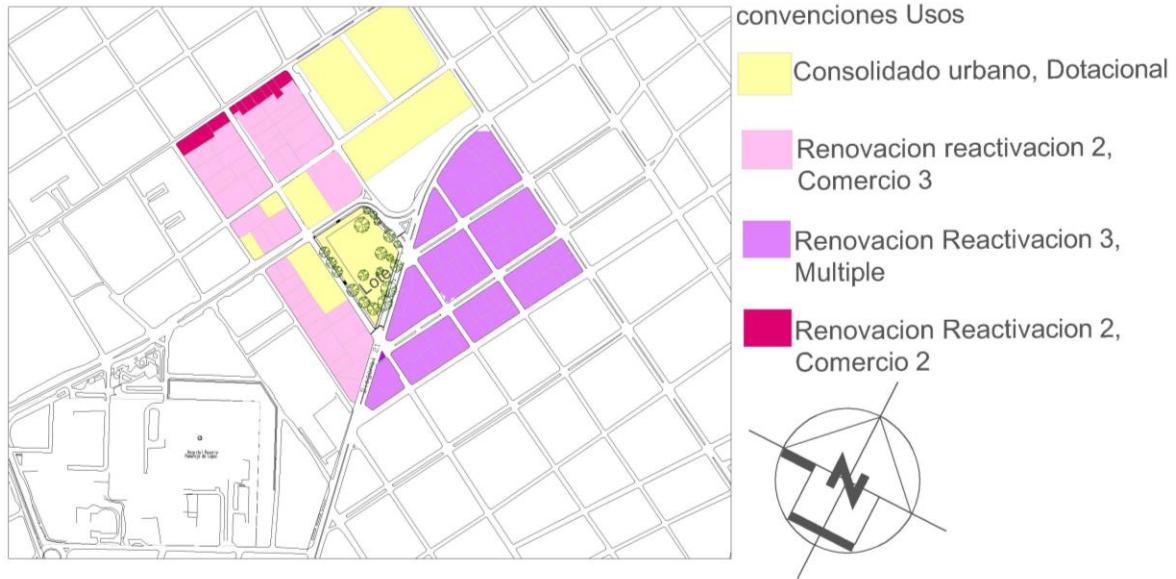 convenciones Usos
Consolidado urbano, Dotacional
Renovacion reactivacion 2,
Comercio 3
Renovacion Reactivacion 3,
Multiple
Renovacion Reactivacion 2,
Comercio 2
Lote
N